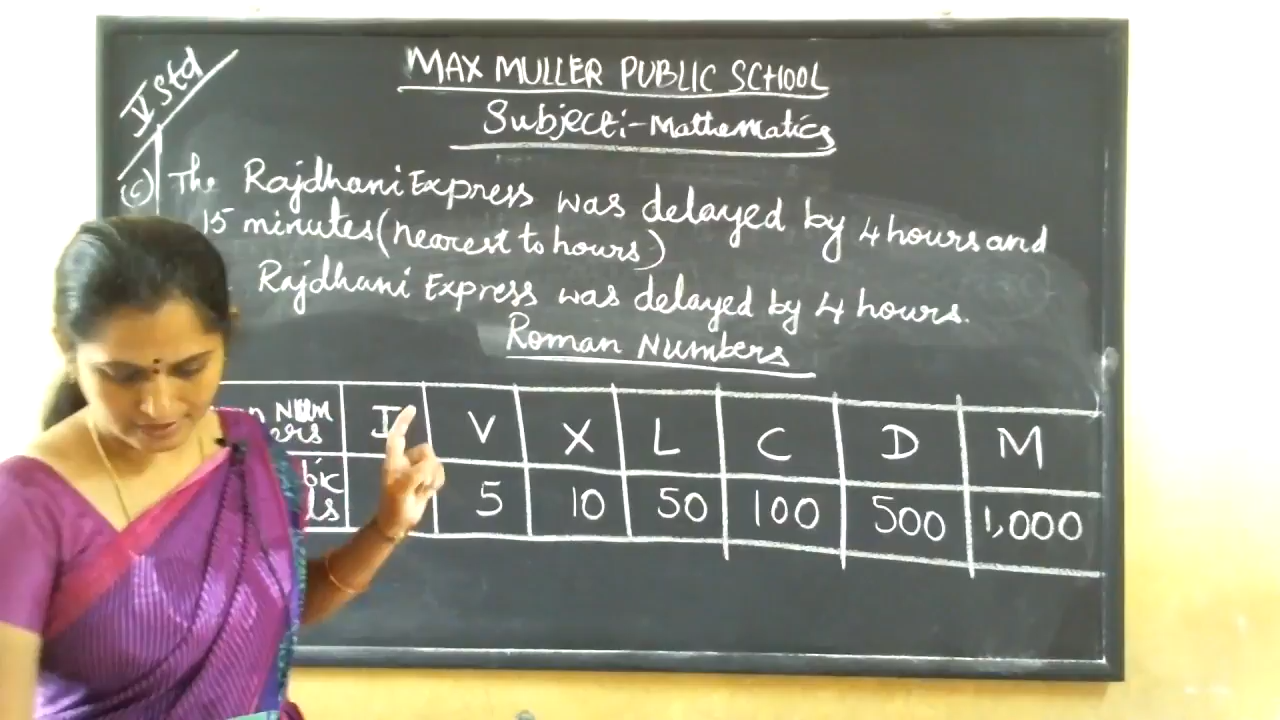 V Std
MAX MULLER PUBLIC SCHOOL
Subject:- Mathematics
(c) The Rajdhani Express was delayed by 4 hours and
15 minutes (nearest to hours)
Rajdhani Express was delayed by 4 hours.
Roman Numbers
Num I V X L C D M
5 10 50 100 500 1,000